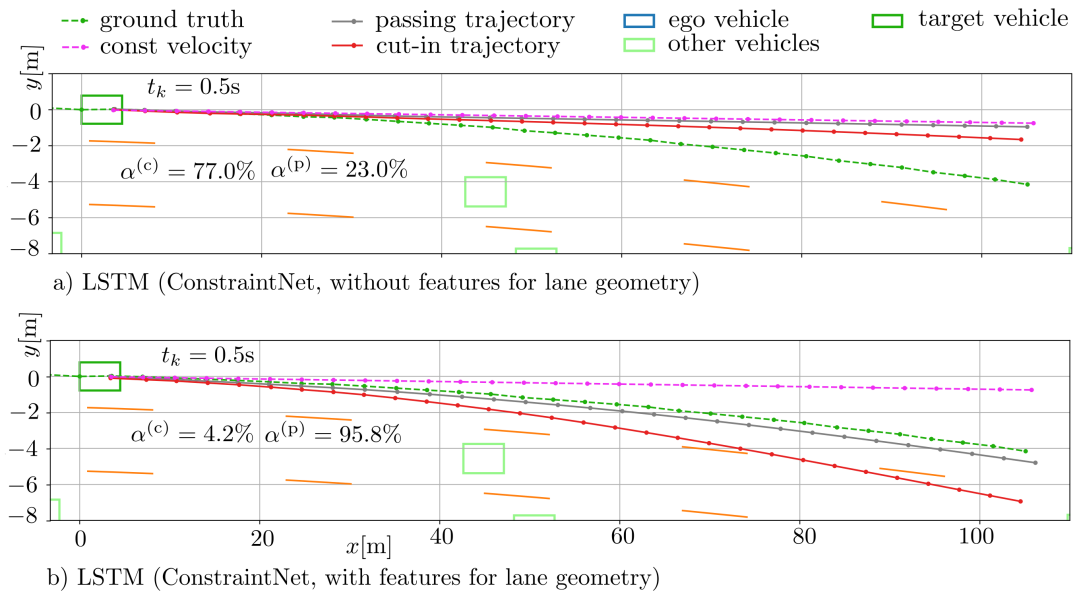 ground truth passing trajectory ego vehicle target vehicle
const velocity cut-in trajectory other vehicles
y[m]
t_k = 0.5s
0
−2
α^(c) = 77.0% α^(p) = 23.0%
−4
−6
−8
a) LSTM (ConstraintNet, without features for lane geometry)
y[m]
t_k = 0.5s
0
−2
α^(c) = 4.2% α^(p) = 95.8%
−4
−6
−8
0 20 40 60 80 100
x[m]
b) LSTM (ConstraintNet, with features for lane geometry)